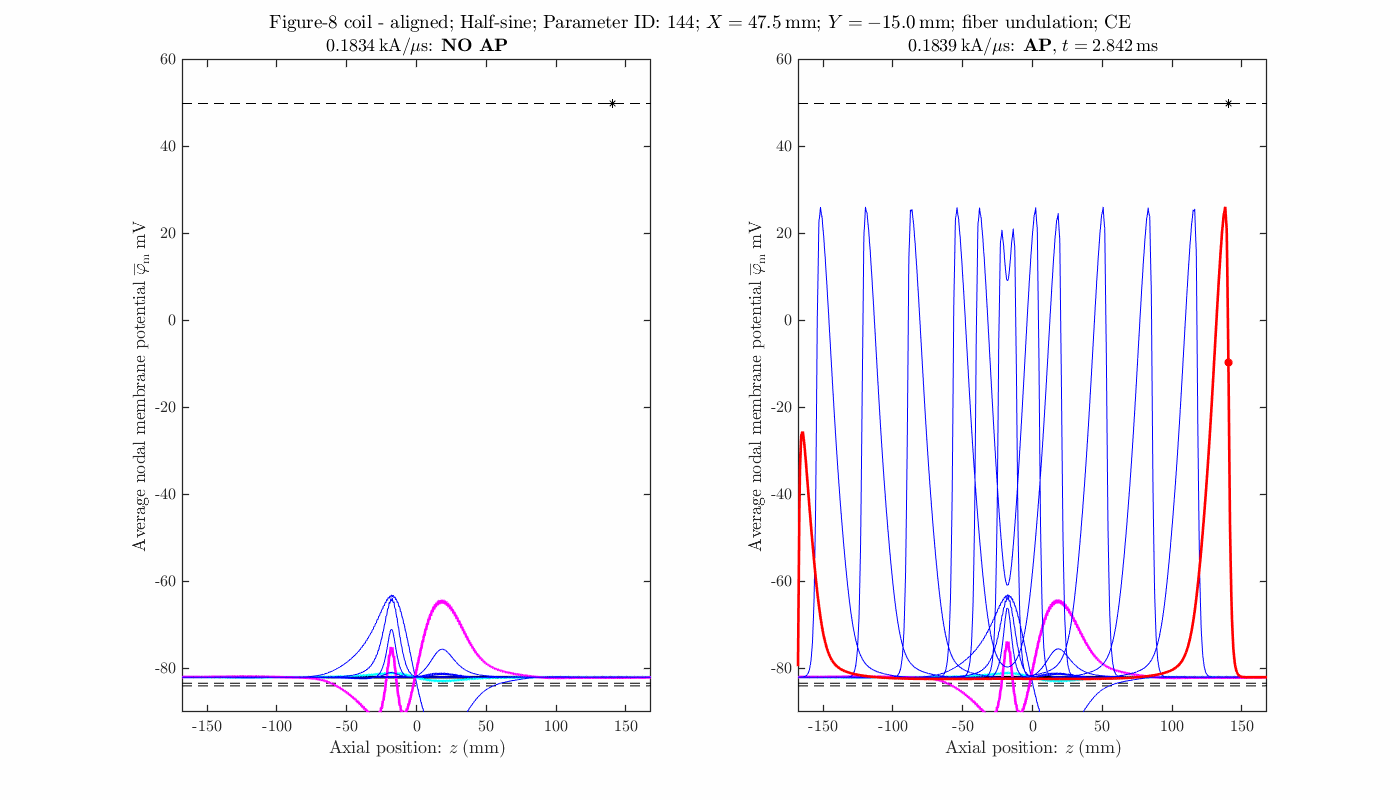 Figure-8 coil - aligned; Half-sine; Parameter ID: 144; X = 47.5 mm; Y = −15.0 mm; fiber undulation; CE
0.1834 kA/μs: NO AP
60
40
20
0
-20
-40
-60
-80
Average nodal membrane potential φ̅m mV
-150 -100 -50 0 50 100 150
Axial position: z (mm)
0.1839 kA/μs: AP, t = 2.842 ms
60
40
20
0
-20
-40
-60
-80
Average nodal membrane potential φ̅m mV
-150 -100 -50 0 50 100 150
Axial position: z (mm)